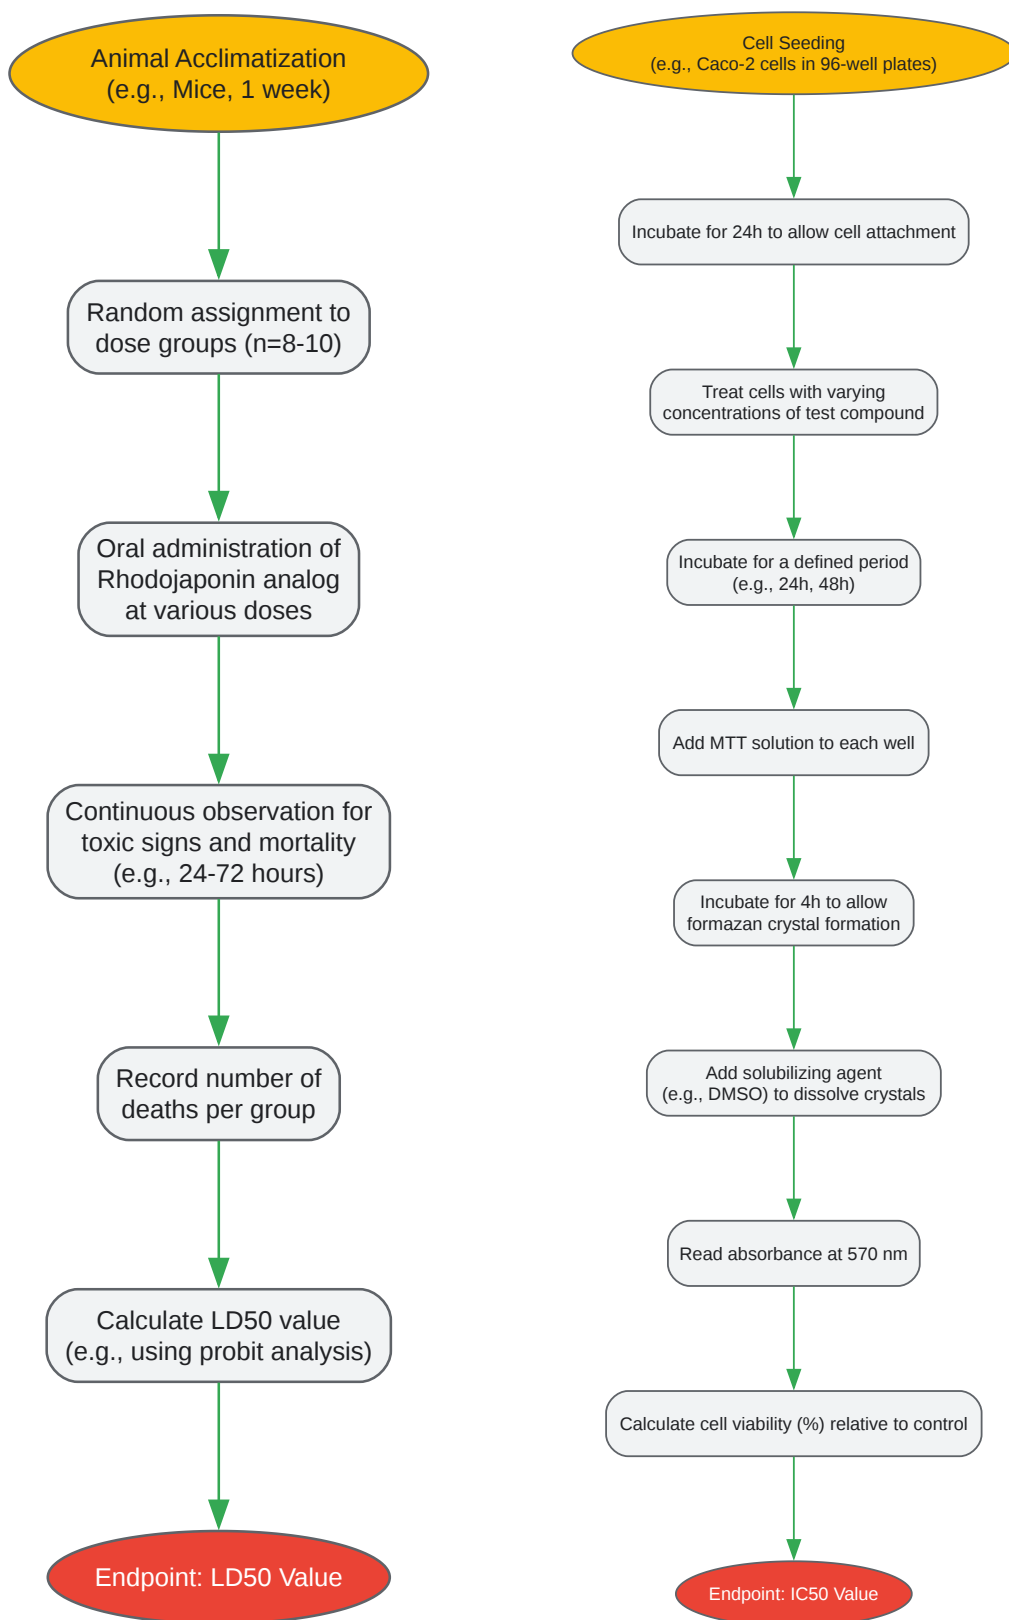 Animal Acclimatization
(e.g., Mice, 1 week)
Random assignment to
dose groups (n=8-10)
Oral administration of
Rhodojaponin analog
at various doses
Continuous observation for
toxic signs and mortality
(e.g., 24-72 hours)
Record number of
deaths per group
Calculate LD50 value
(e.g., using probit analysis)
Endpoint: LD50 Value
Cell Seeding
(e.g., Caco-2 cells in 96-well plates)
Incubate for 24h to allow cell attachment
Treat cells with varying
concentrations of test compound
Incubate for a defined period
(e.g., 24h, 48h)
Add MTT solution to each well
Incubate for 4h to allow
formazan crystal formation
Add solubilizing agent
(e.g., DMSO) to dissolve crystals
Read absorbance at 570 nm
Calculate cell viability (%) relative to control
Endpoint: IC50 Value